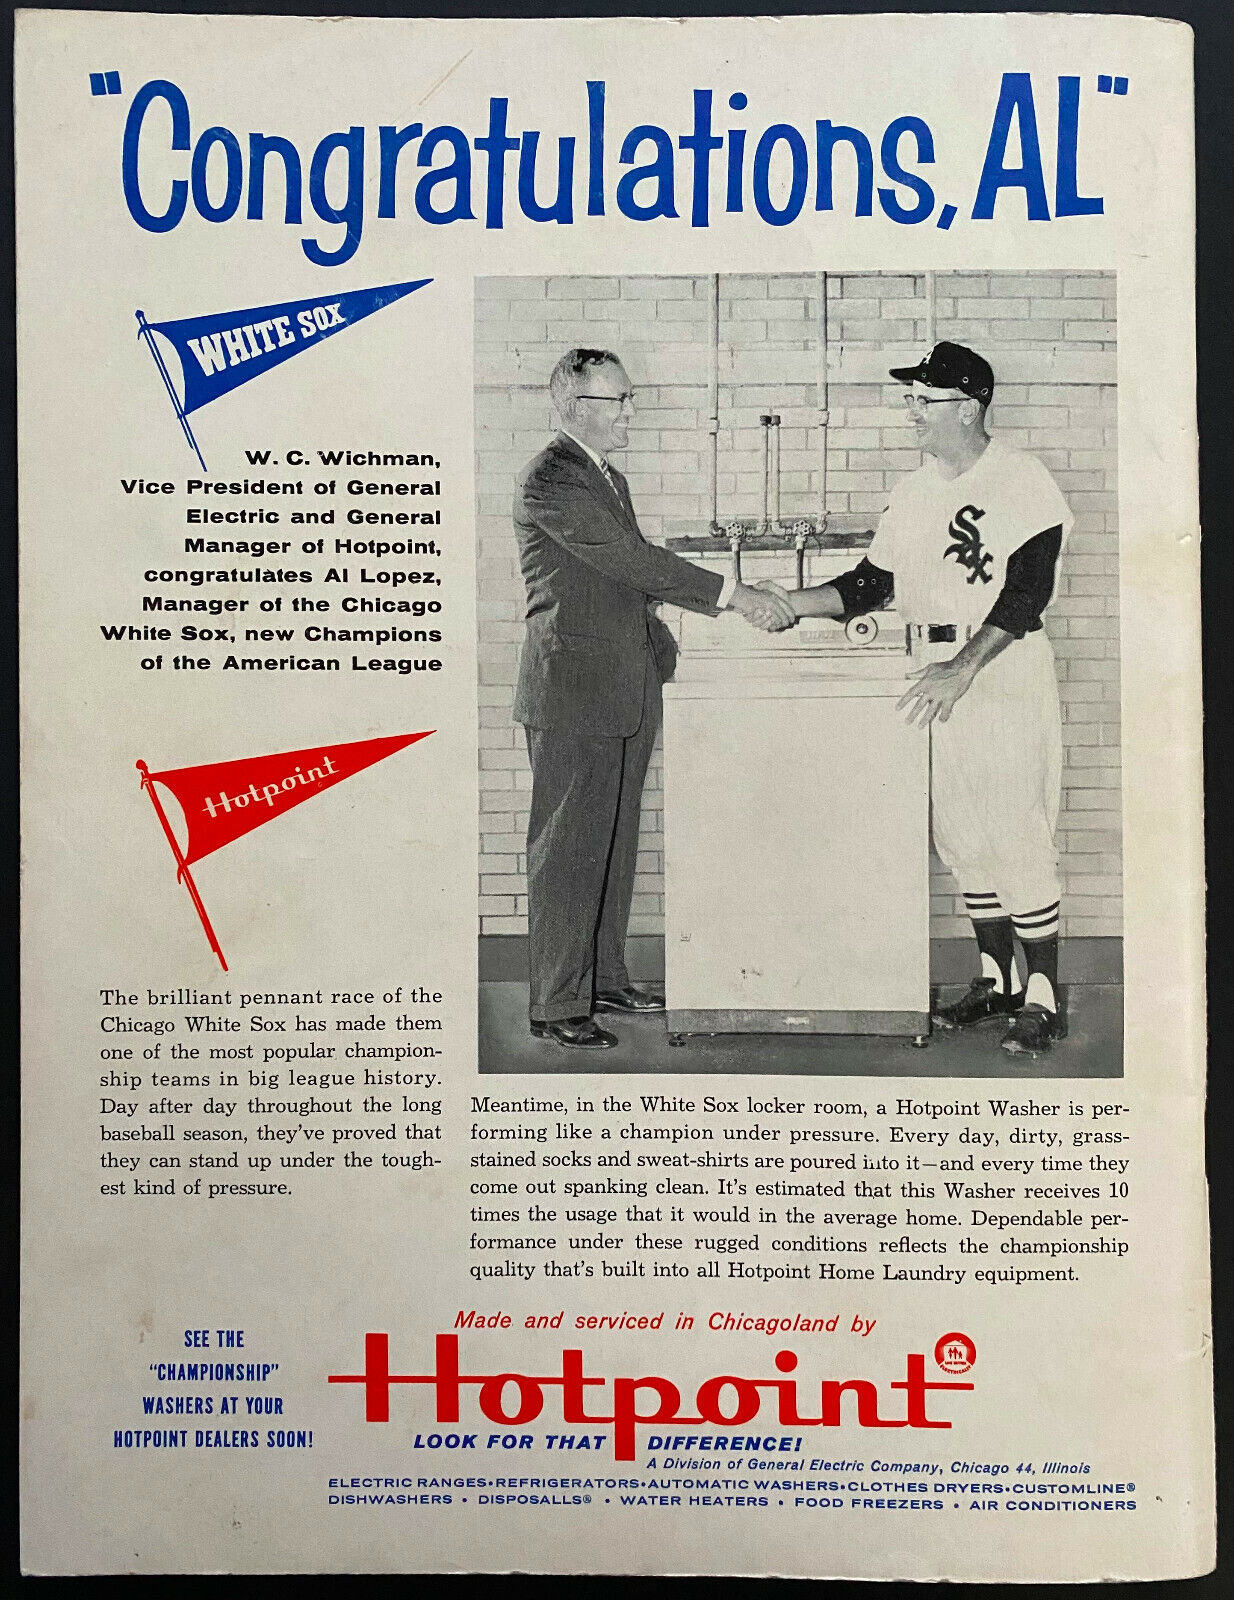 "Congratulations, AL"
WHITE SOX
W. C. Wichman,
Vice President of General
Electric and General
Manager of Hotpoint,
congratulates Al Lopez,
Manager of the Chicago
White Sox, new Champions
of the American League
Sox
Hotpoint
The brilliant pennant race of the
Chicago White Sox has made them
one of the most popular champion-
ship teams in big league history.
Day after day throughout the long
baseball season, they've proved that
they can stand up under the tough-
est kind of pressure.
Meantime, in the White Sox locker room, a Hotpoint Washer is per-
forming like a champion under pressure. Every day, dirty, grass-
stained socks and sweat-shirts are poured into it—and every time they
come out spanking clean. It's estimated that this Washer receives 10
times the usage that it would in the average home. Dependable per-
formance under these rugged conditions reflects the championship
quality that's built into all Hotpoint Home Laundry equipment.
SEE THE
"CHAMPIONSHIP"
WASHERS AT YOUR
HOTPOINT DEALERS SOON!
Made and serviced in Chicagoland by
Hotpoint
LOOK FOR THAT DIFFERENCE!
A Division of General Electric Company, Chicago 44, Illinois
ELECTRIC RANGES•REFRIGERATORS•AUTOMATIC WASHERS•CLOTHES DRYERS•CUSTOMLINE®
DISHWASHERS • DISPOSALLS® • WATER HEATERS • FOOD FREEZERS • AIR CONDITIONERS